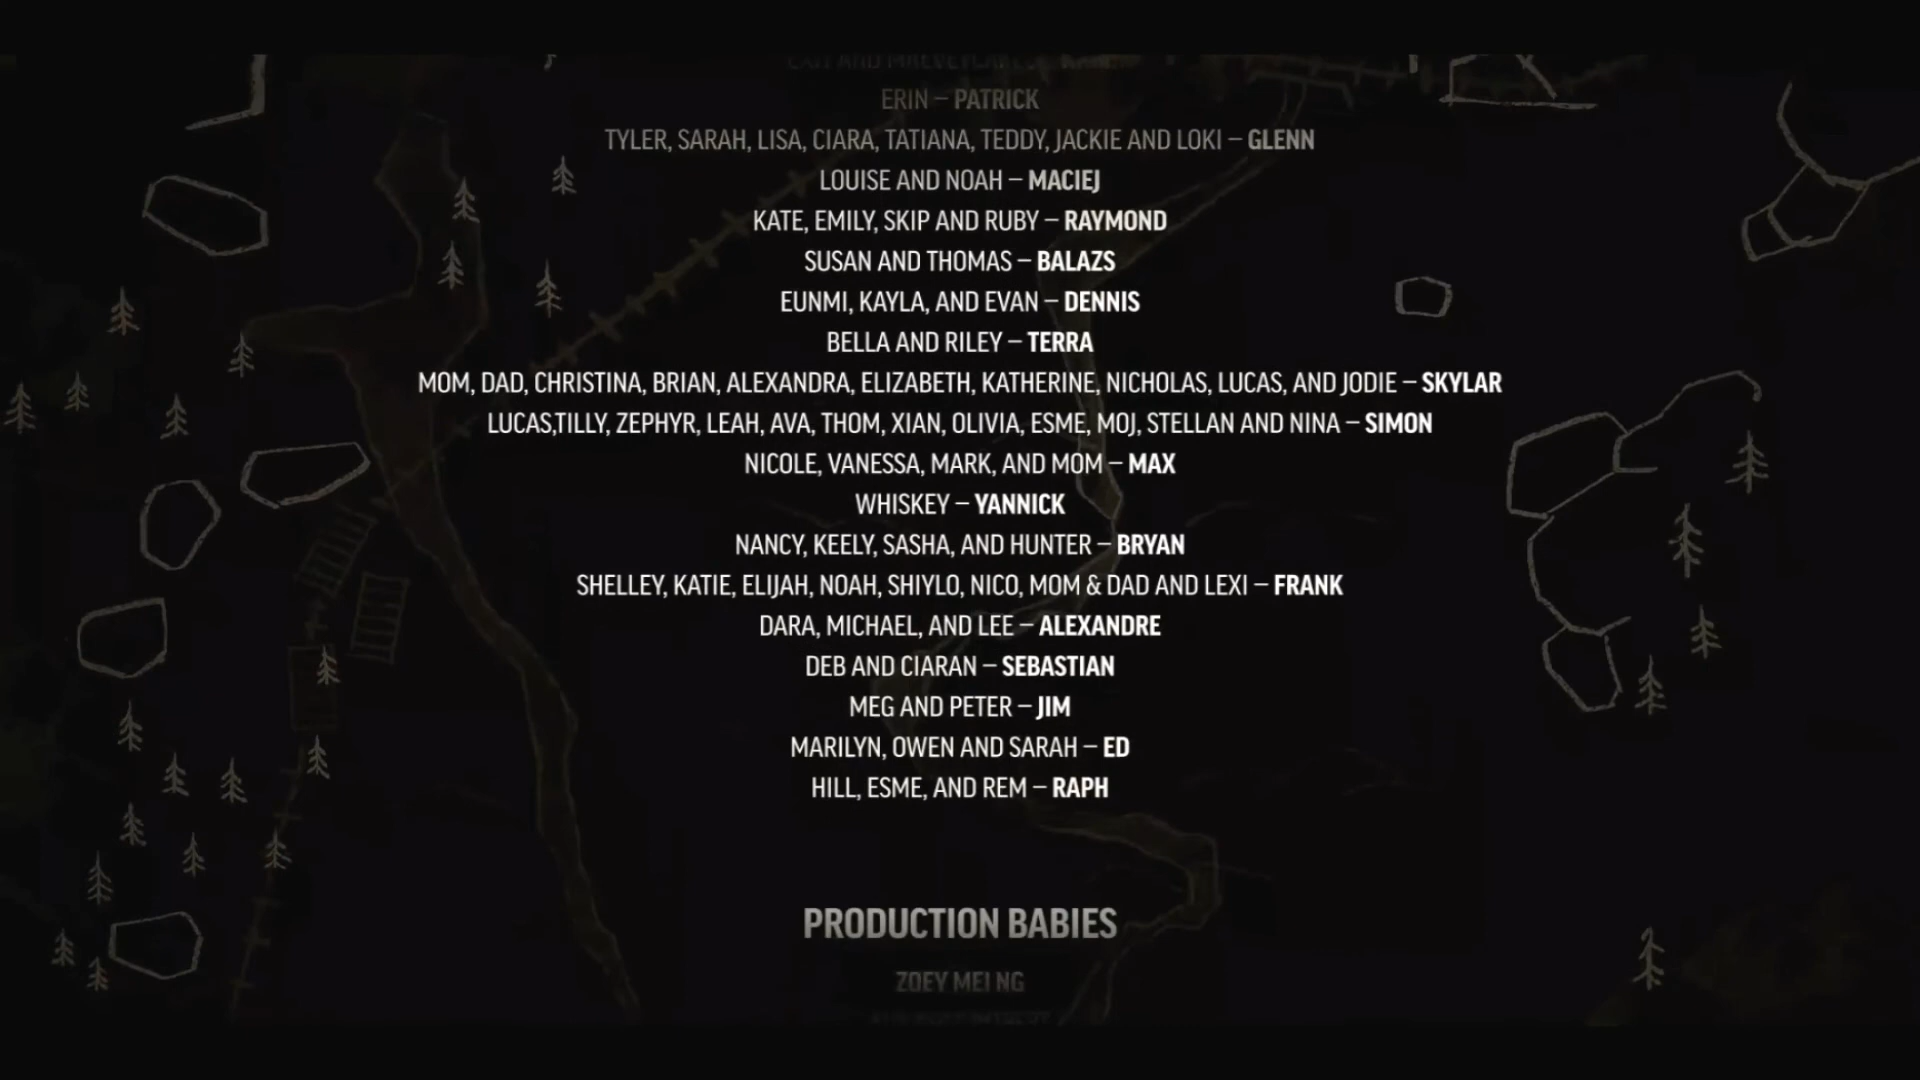 ERIN – PATRICK
TYLER, SARAH, LISA, CIARA, TATIANA, TEDDY, JACKIE AND LOKI – GLENN
LOUISE AND NOAH – MACIEJ
KATE, EMILY, SKIP AND RUBY – RAYMOND
SUSAN AND THOMAS – BALAZS
EUNMI, KAYLA, AND EVAN – DENNIS
BELLA AND RILEY – TERRA
MOM, DAD, CHRISTINA, BRIAN, ALEXANDRA, ELIZABETH, KATHERINE, NICHOLAS, LUCAS, AND JODIE – SKYLAR
LUCAS,TILLY, ZEPHYR, LEAH, AVA, THOM, XIAN, OLIVIA, ESME, MOJ, STELLAN AND NINA – SIMON
NICOLE, VANESSA, MARK, AND MOM – MAX
WHISKEY – YANNICK
NANCY, KEELY, SASHA, AND HUNTER – BRYAN
SHELLEY, KATIE, ELIJAH, NOAH, SHIYLO, NICO, MOM & DAD AND LEXI – FRANK
DARA, MICHAEL, AND LEE – ALEXANDRE
DEB AND CIARAN – SEBASTIAN
MEG AND PETER – JIM
MARILYN, OWEN AND SARAH – ED
HILL, ESME, AND REM – RAPH
PRODUCTION BABIES
ZOEY MEI NG